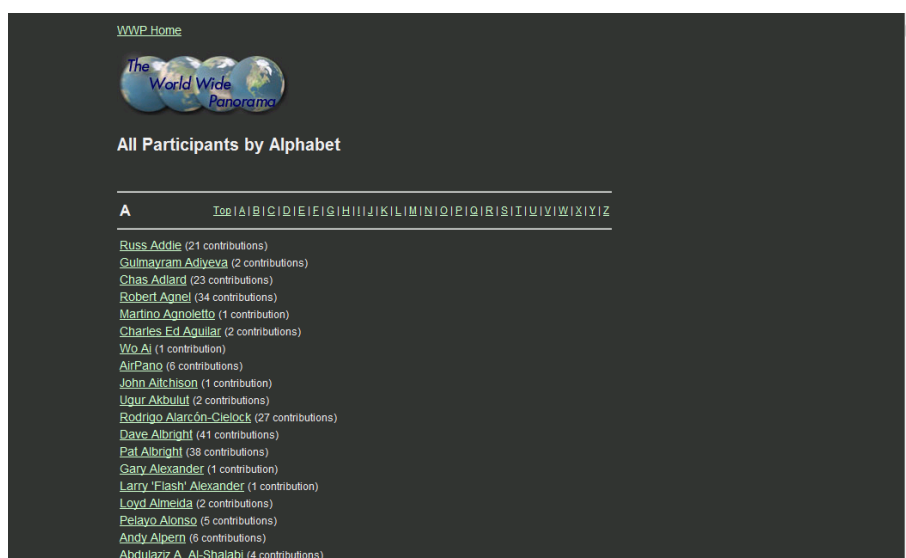 WWP Home
The
World Wide
Panorama
All Participants by Alphabet
A Top | A | B | C | D | E | F | G | H | I | J | K | L | M | N | O | P | Q | R | S | T | U | V | W | X | Y | Z
Russ Addie (21 contributions)
Gulmayram Adiyeva (2 contributions)
Chas Adlard (23 contributions)
Robert Agnel (34 contributions)
Martino Agnoletto (1 contribution)
Charles Ed Aguilar (2 contributions)
Wo Ai (1 contribution)
AirPano (6 contributions)
John Aitchison (1 contribution)
Ugur Akbulut (2 contributions)
Rodrigo Alarcón-Cielock (27 contributions)
Dave Albright (41 contributions)
Pat Albright (38 contributions)
Gary Alexander (1 contribution)
Larry 'Flash' Alexander (1 contribution)
Loyd Almeida (2 contributions)
Pelayo Alonso (5 contributions)
Andy Alpern (6 contributions)
Abdulaziz A. Al-Shalabi (4 contributions)